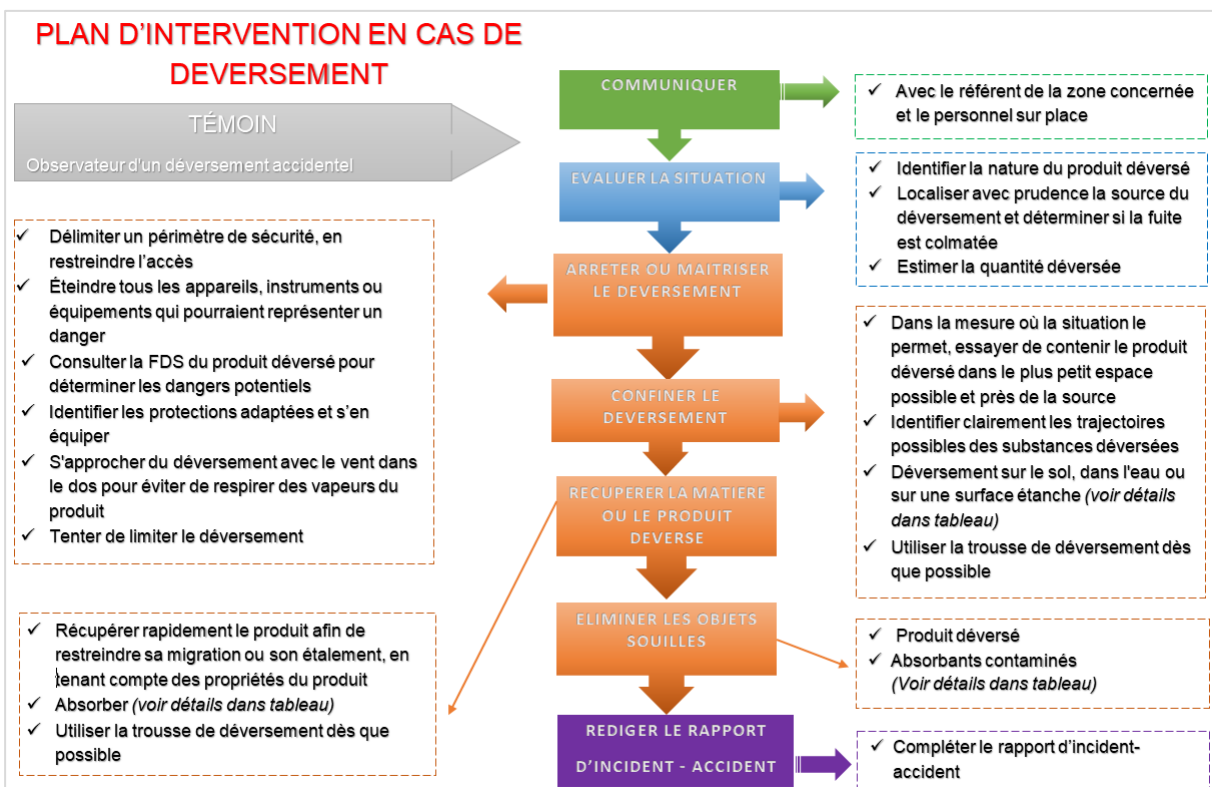 PLAN D’INTERVENTION EN CAS DE
DEVERSEMENT
TÉMOIN
Observateur d'un déversement accidentel
COMMUNIQUER
✓ Avec le référent de la zone concernée
et le personnel sur place
EVALUER LA SITUATION
✓ Identifier la nature du produit déversé
✓ Localiser avec prudence la source du
déversement et déterminer si la fuite
est colmatée
✓ Estimer la quantité déversée
ARRETER OU MAITRISER
LE DEVERSEMENT
✓ Délimiter un périmètre de sécurité, en
restreindre l’accès
✓ Éteindre tous les appareils, instruments ou
équipements qui pourraient représenter un
danger
✓ Consulter la FDS du produit déversé pour
déterminer les dangers potentiels
✓ Identifier les protections adaptées et s’en
équiper
✓ S'approcher du déversement avec le vent dans
le dos pour éviter de respirer des vapeurs du
produit
✓ Tenter de limiter le déversement
CONFINER LE
DEVERSEMENT
✓ Dans la mesure où la situation le
permet, essayer de contenir le produit
déversé dans le plus petit espace
possible et près de la source
✓ Identifier clairement les trajectoires
possibles des substances déversées
✓ Déversement sur le sol, dans l'eau ou
sur une surface étanche (voir détails
dans tableau)
✓ Utiliser la trousse de déversement dès
que possible
RECUPERER LA MATIERE
OU LE PRODUIT
DEVERSE
✓ Récupérer rapidement le produit afin de
restreindre sa migration ou son étalement, en
tenant compte des propriétés du produit
✓ Absorber (voir détails dans tableau)
✓ Utiliser la trousse de déversement dès que
possible
ELIMINER LES OBJETS
SOUILLES
✓ Produit déversé
✓ Absorbants contaminés
(Voir détails dans tableau)
REDIGER LE RAPPORT
D’INCIDENT - ACCIDENT
✓ Compléter le rapport d’incident-
accident